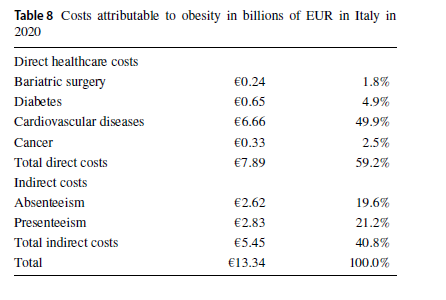 Table 8 Costs attributable to obesity in billions of EUR in Italy in
2020
Direct healthcare costs
Bariatric surgery €0.24 1.8%
Diabetes €0.65 4.9%
Cardiovascular diseases €6.66 49.9%
Cancer €0.33 2.5%
Total direct costs €7.89 59.2%
Indirect costs
Absenteeism €2.62 19.6%
Presenteeism €2.83 21.2%
Total indirect costs €5.45 40.8%
Total €13.34 100.0%